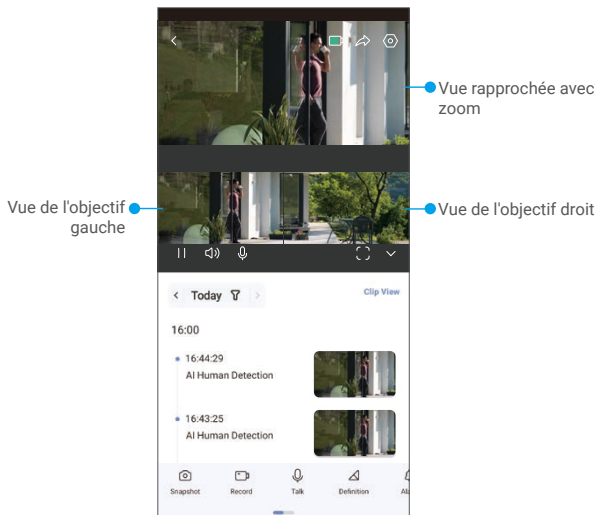 Vue rapprochée avec
zoom
Vue de l'objectif
gauche
Vue de l'objectif droit
Today
Clip View
16:00
16:44:29
AI Human Detection
16:43:25
AI Human Detection
Snapshot
Record
Talk
Definition